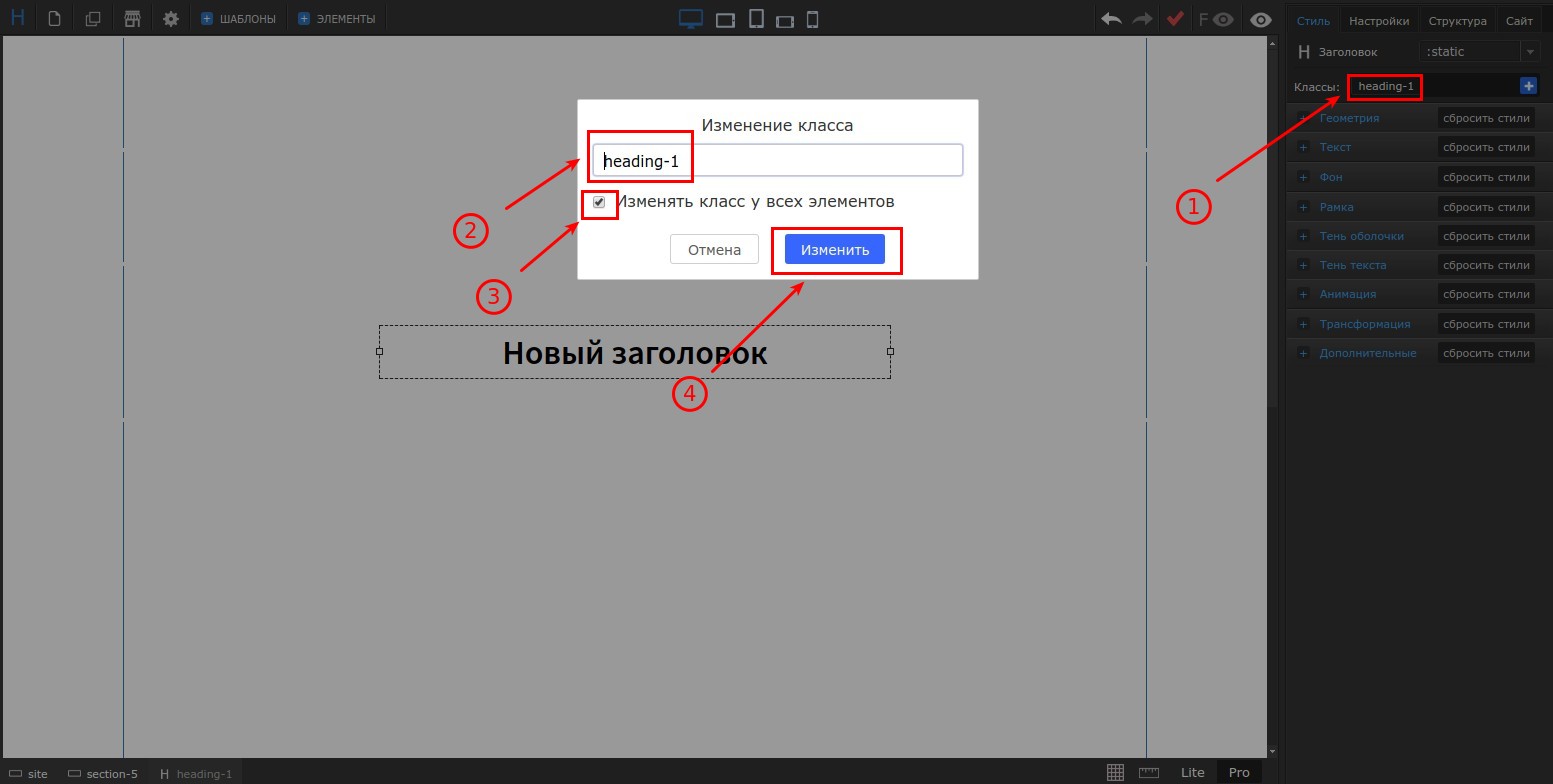 H
ШАБЛОНЫ
ЭЛЕМЕНТЫ
F
Стиль Настройки Структура Сайт
H Заголовок :static
Классы: heading-1
Геометрия сбросить стили
Текст сбросить стили
Фон сбросить стили
Рамка сбросить стили
Тень оболочки сбросить стили
Тень текста сбросить стили
Анимация сбросить стили
Трансформация сбросить стили
Дополнительные сбросить стили
1
Изменение класса
heading-1
Изменять класс у всех элементов
Отмена Изменить
2
3
4
Новый заголовок
site section-5 H heading-1
Lite Pro